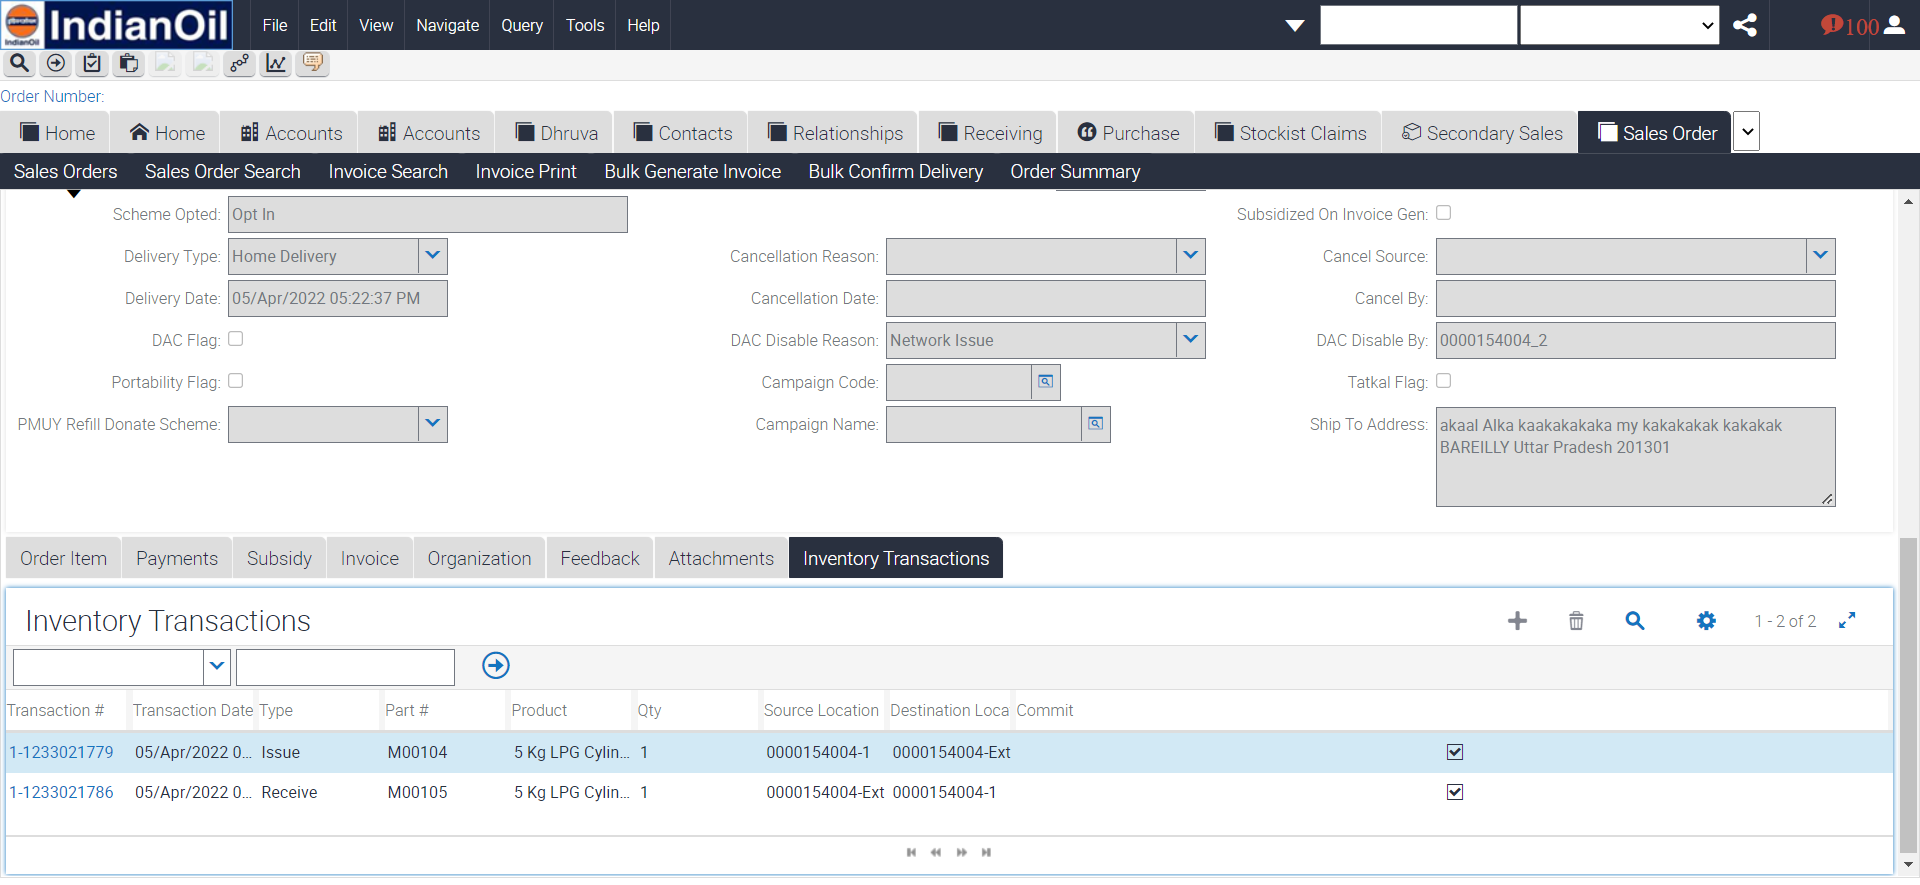 IndianOil
File Edit View Navigate Query Tools Help
100
Order Number:
Home Home Accounts Accounts Dhruva Contacts Relationships Receiving Purchase Stockist Claims Secondary Sales Sales Order
Sales Orders Sales Order Search Invoice Search Invoice Print Bulk Generate Invoice Bulk Confirm Delivery Order Summary
Scheme Opted: Opt In Subsidized On Invoice Gen:
Delivery Type: Home Delivery Cancellation Reason: Cancel Source:
Delivery Date: 05/Apr/2022 05:22:37 PM Cancellation Date: Cancel By:
DAC Flag: DAC Disable Reason: Network Issue DAC Disable By: 0000154004_2
Portability Flag: Campaign Code: Tatkal Flag:
PMUY Refill Donate Scheme: Campaign Name: Ship To Address: akaal Alka kaakakakaka my kakakakak kakakak
BAREILLY Uttar Pradesh 201301
Order Item Payments Subsidy Invoice Organization Feedback Attachments Inventory Transactions
Inventory Transactions 1 - 2 of 2
Transaction # Transaction Date Type Part # Product Qty Source Location Destination Loca Commit
1-1233021779 05/Apr/2022 0... Issue M00104 5 Kg LPG Cylin... 1 0000154004-1 0000154004-Ext
1-1233021786 05/Apr/2022 0... Receive M00105 5 Kg LPG Cylin... 1 0000154004-Ext 0000154004-1